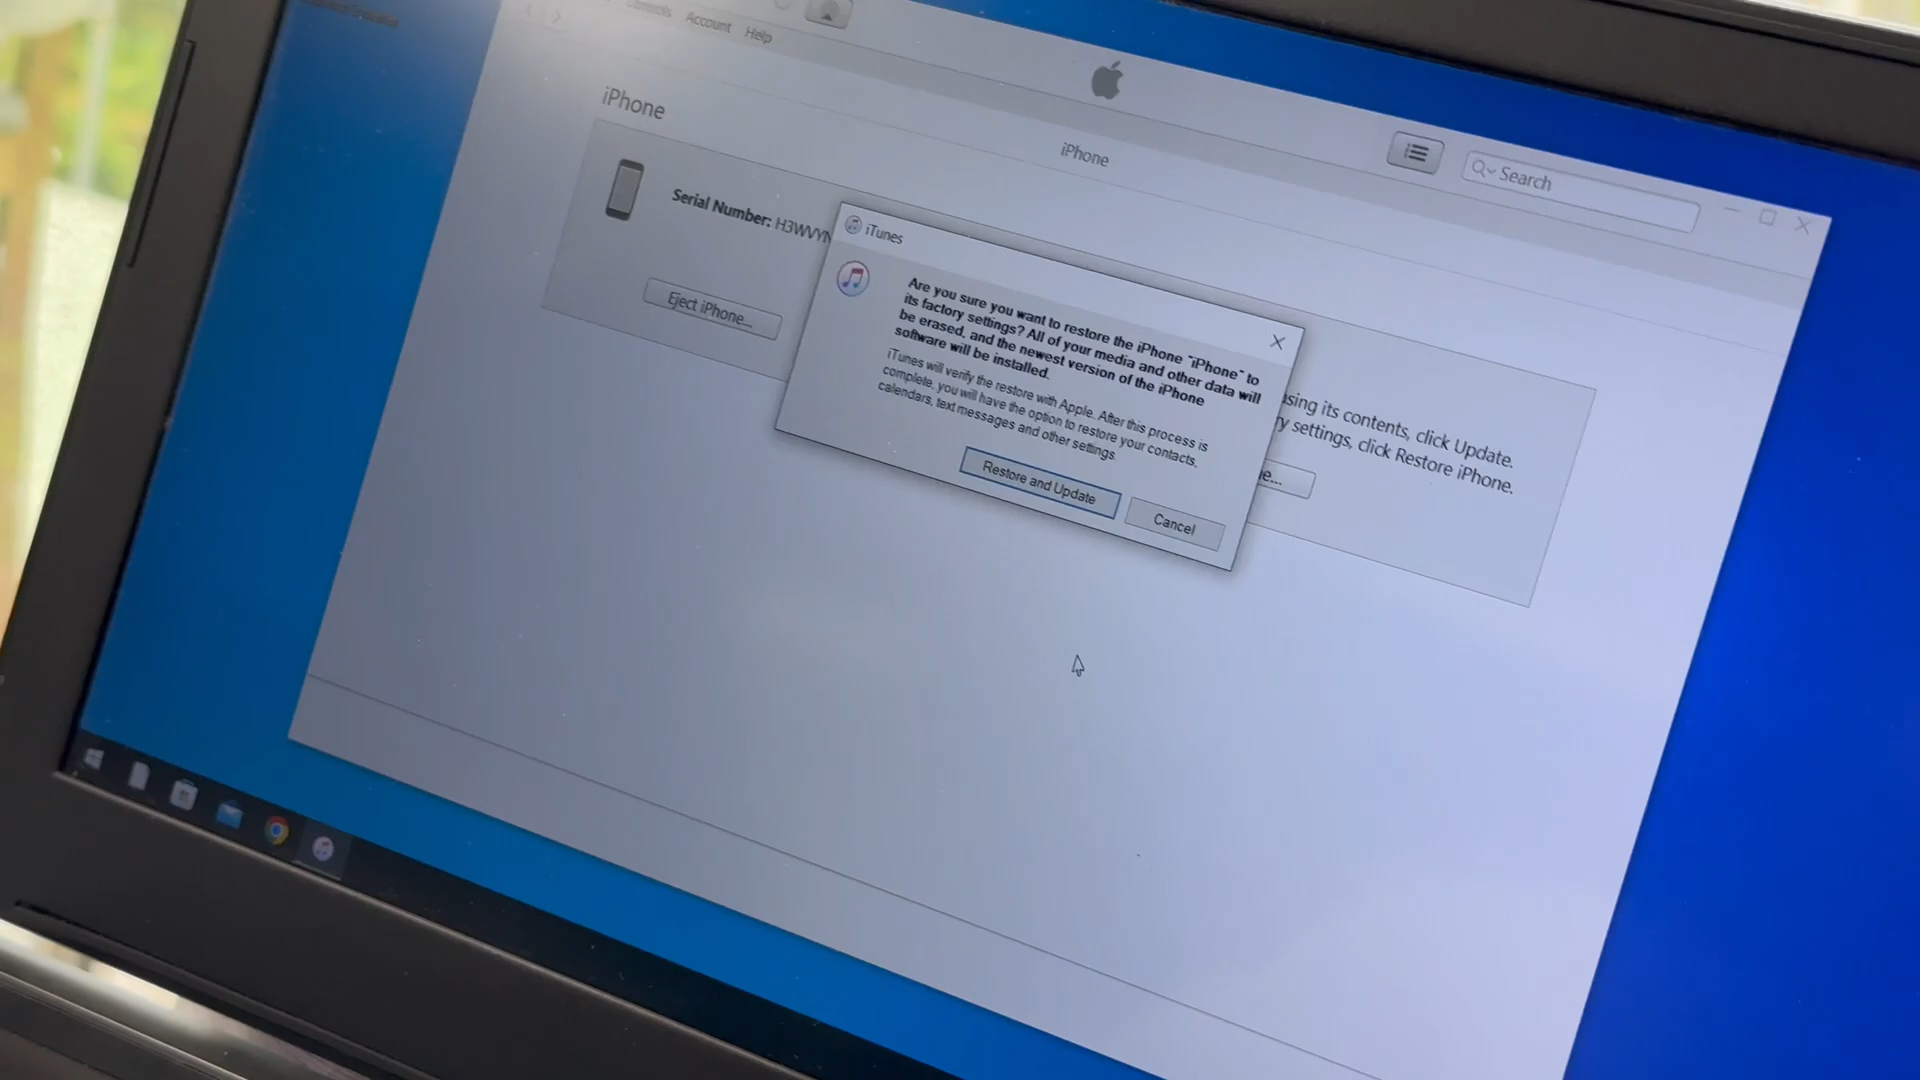 Controls Account Help
iPhone
iPhone
Search
Serial Number: H3WVYN
Eject iPhone...
iTunes
Are you sure you want to restore the iPhone "iPhone" to
its factory settings? All of your media and other data will
be erased, and the newest version of the iPhone
software will be installed.
iTunes will verify the restore with Apple. After this process is
complete, you will have the option to restore your contacts,
calendars, text messages and other settings.
Restore and Update
Cancel
using its contents, click Update.
ry settings, click Restore iPhone.
e...